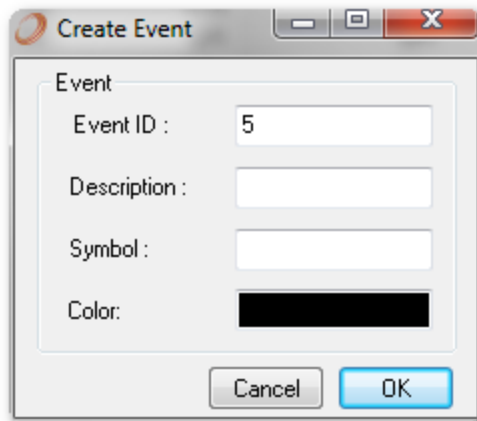 Create Event
Event
Event ID : 5
Description :
Symbol :
Color:
Cancel OK